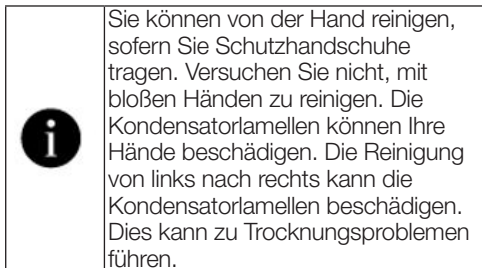 Sie können von der Hand reinigen,
sofern Sie Schutzhandschuhe
tragen. Versuchen Sie nicht, mit
bloßen Händen zu reinigen. Die
Kondensatorlamellen können Ihre
Hände beschädigen. Die Reinigung
von links nach rechts kann die
Kondensatorlamellen beschädigen.
Dies kann zu Trocknungsproblemen
führen.